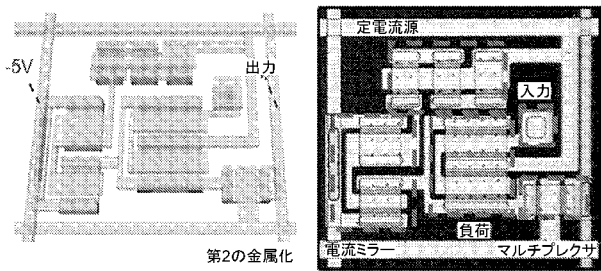 -5V
出力
第2の金属化
定電流源
入力
負荷
電流ミラー
マルチプレクサ